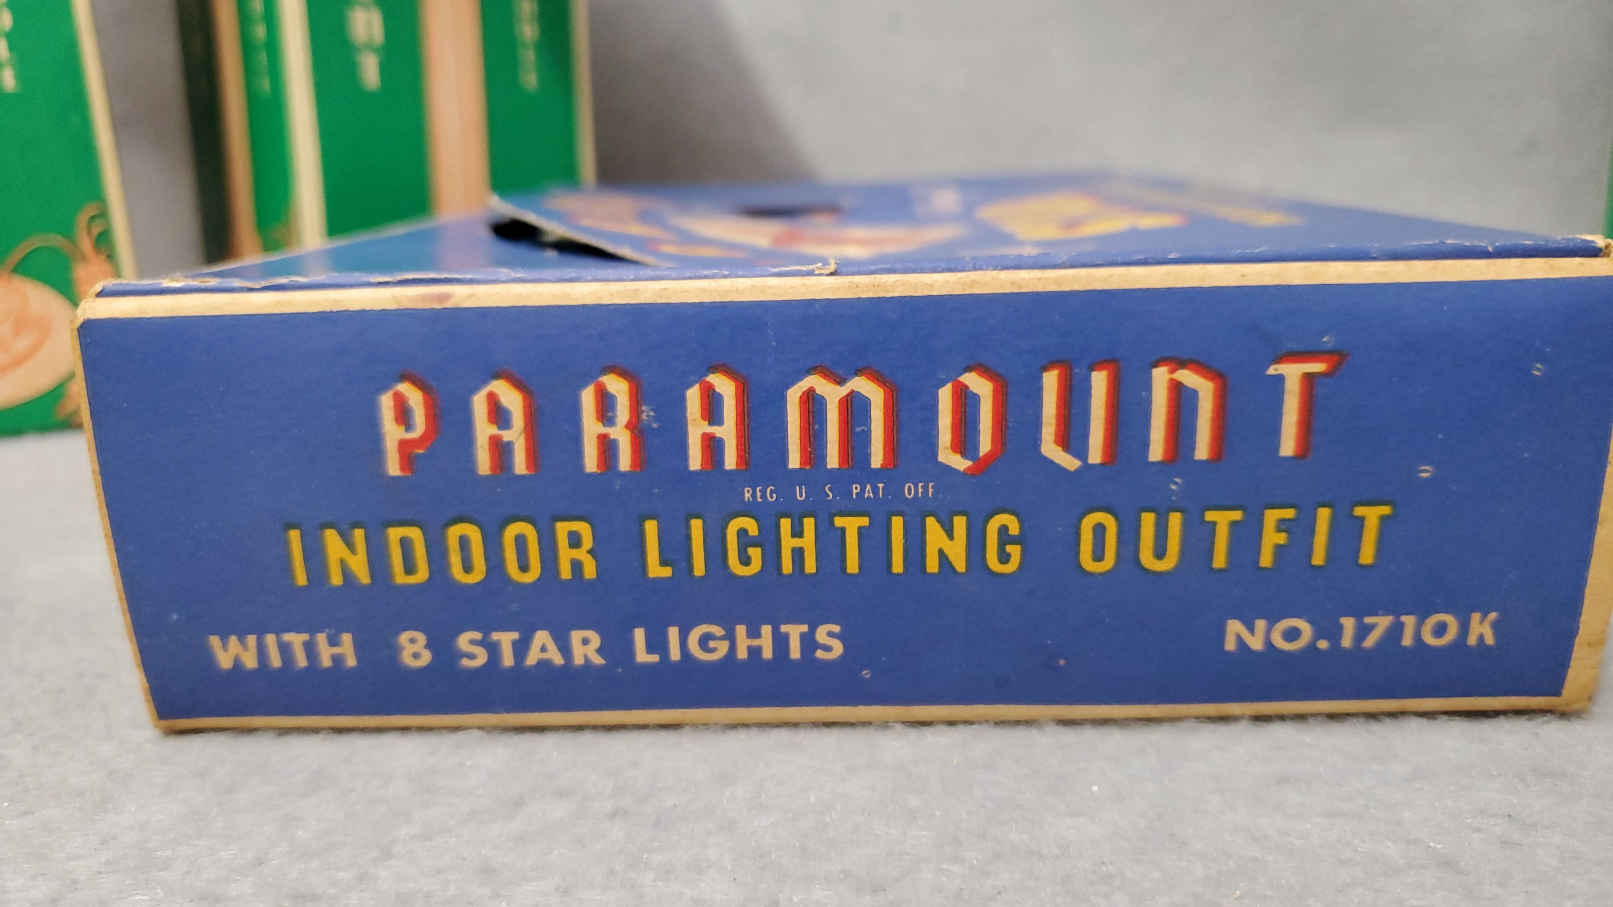 PARAMOUNT
REG. U. S. PAT. OFF.
INDOOR LIGHTING OUTFIT
WITH 8 STAR LIGHTS
NO. 1710K